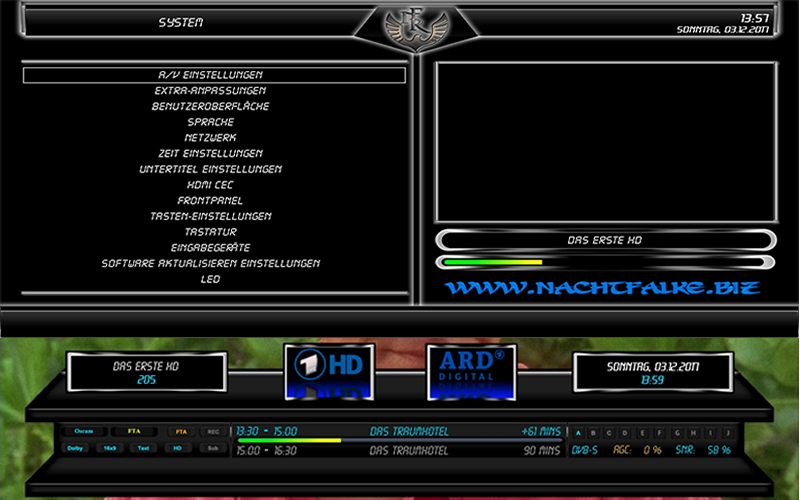 SYSTEM
13:57
SONNTAG, 03.12.2017
A/V EINSTELLUNGEN
EXTRA-ANPASSUNGEN
BENUTZEROBERFLÄCHE
SPRACHE
NETZWERK
ZEIT EINSTELLUNGEN
UNTERTITEL EINSTELLUNGEN
HDMI CEC
FRONTPANEL
TASTEN-EINSTELLUNGEN
TASTATUR
EINGABEGERÄTE
SOFTWARE AKTUALISIEREN EINSTELLUNGEN
LED
DAS ERSTE HD
WWW.NACHTFALKE.BIZ
DAS ERSTE HD
205
1 HD
ARD
DIGITAL
SONNTAG, 03.12.2017
13:59
Oscam FTA FTA REC
Dolby 16x9 Text HD Sub
13:30 - 15:00 DAS TRAUMHOTEL +61 MINS
15:00 - 16:30 DAS TRAUMHOTEL 90 MINS
A B C D E F G H I J
DVB-S AGC: 0 % SNR: 58 %